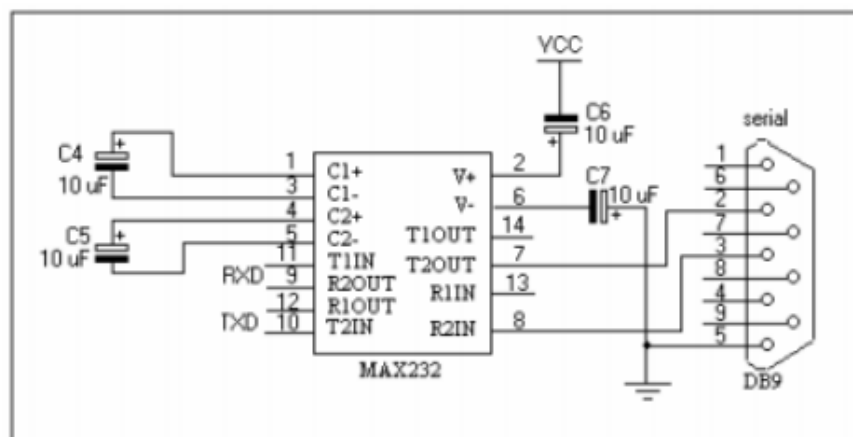 VCC
C6
10 uF
serial
C4
10 uF
C5
10 uF
1
3
4
5
11
RXD
9
12
TXD
10
C1+
C1-
C2+
C2-
T1IN
R2OUT
R1OUT
T2IN
V+
V-
T1OUT
T2OUT
R1IN
R2IN
MAX232
2
6
14
7
13
8
C7
10 uF
1
6
2
7
3
8
4
9
5
DB9
+
+
+
+